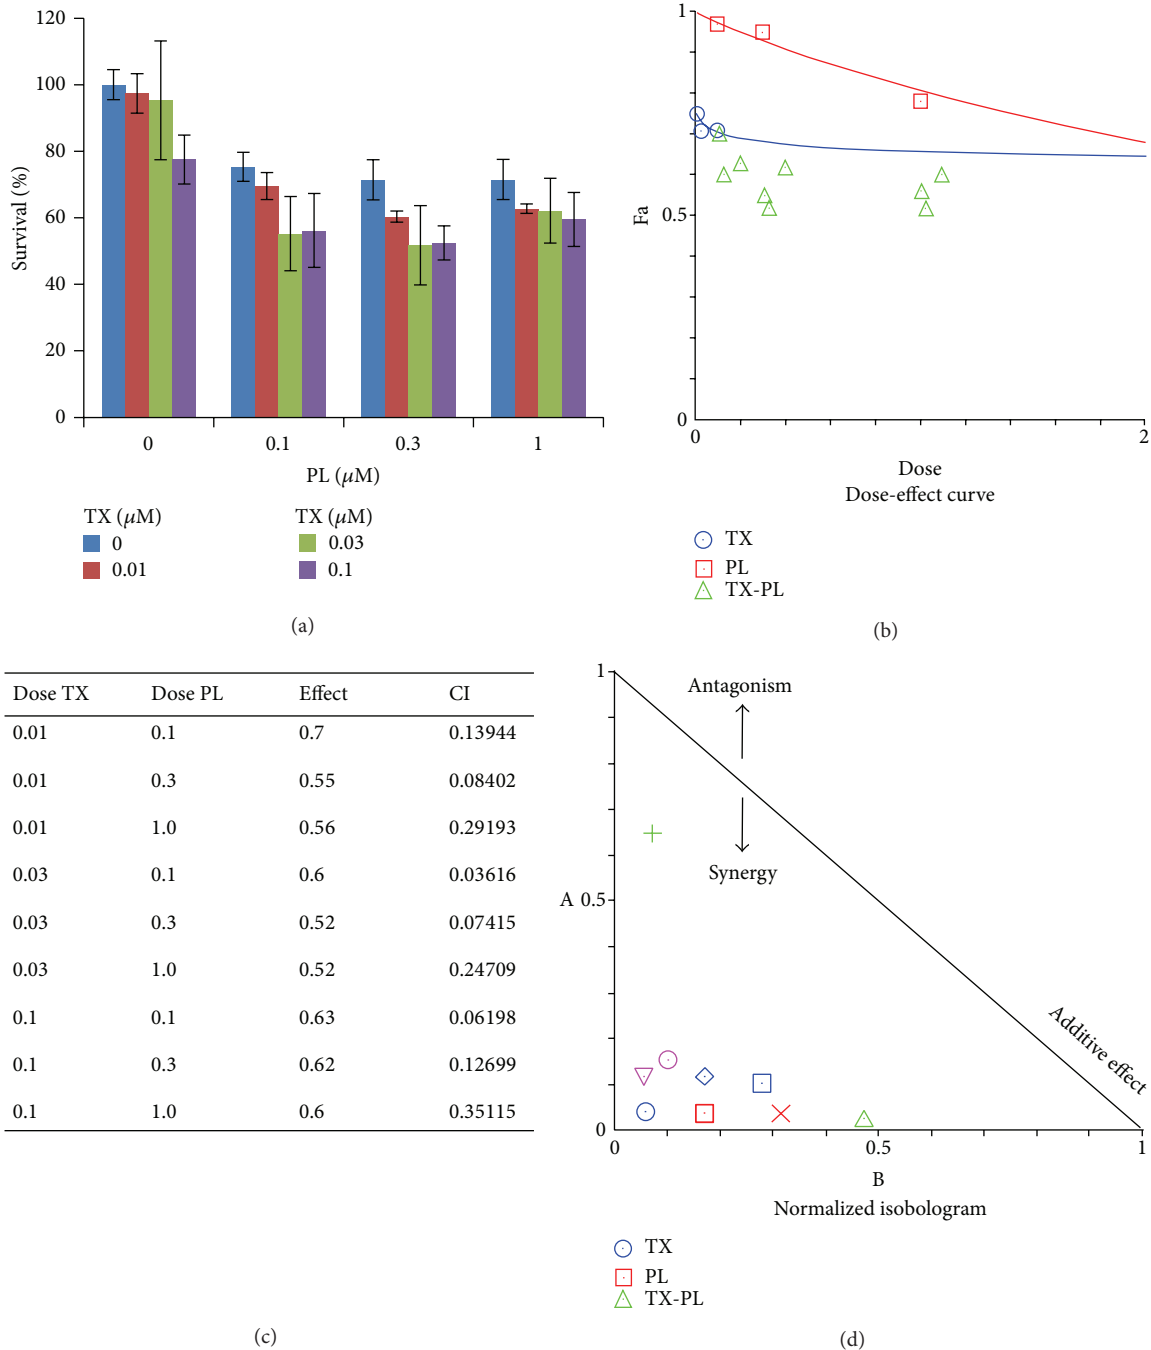 120
100
80
60
40
20
0
Survival (%)
0 0.1 0.3 1
PL (μM)
TX (μM) TX (μM)
0 0.03
0.01 0.1
(a)
1
0.5
0
Fa
0 2
Dose
Dose-effect curve
TX
PL
TX-PL
(b)
Dose TX Dose PL Effect CI
0.01 0.1 0.7 0.13944
0.01 0.3 0.55 0.08402
0.01 1.0 0.56 0.29193
0.03 0.1 0.6 0.03616
0.03 0.3 0.52 0.07415
0.03 1.0 0.52 0.24709
0.1 0.1 0.63 0.06198
0.1 0.3 0.62 0.12699
0.1 1.0 0.6 0.35115
(c)
1
Antagonism
Synergy
A 0.5
Additive effect
0
0 0.5 1
B
Normalized isobologram
TX
PL
TX-PL
(d)